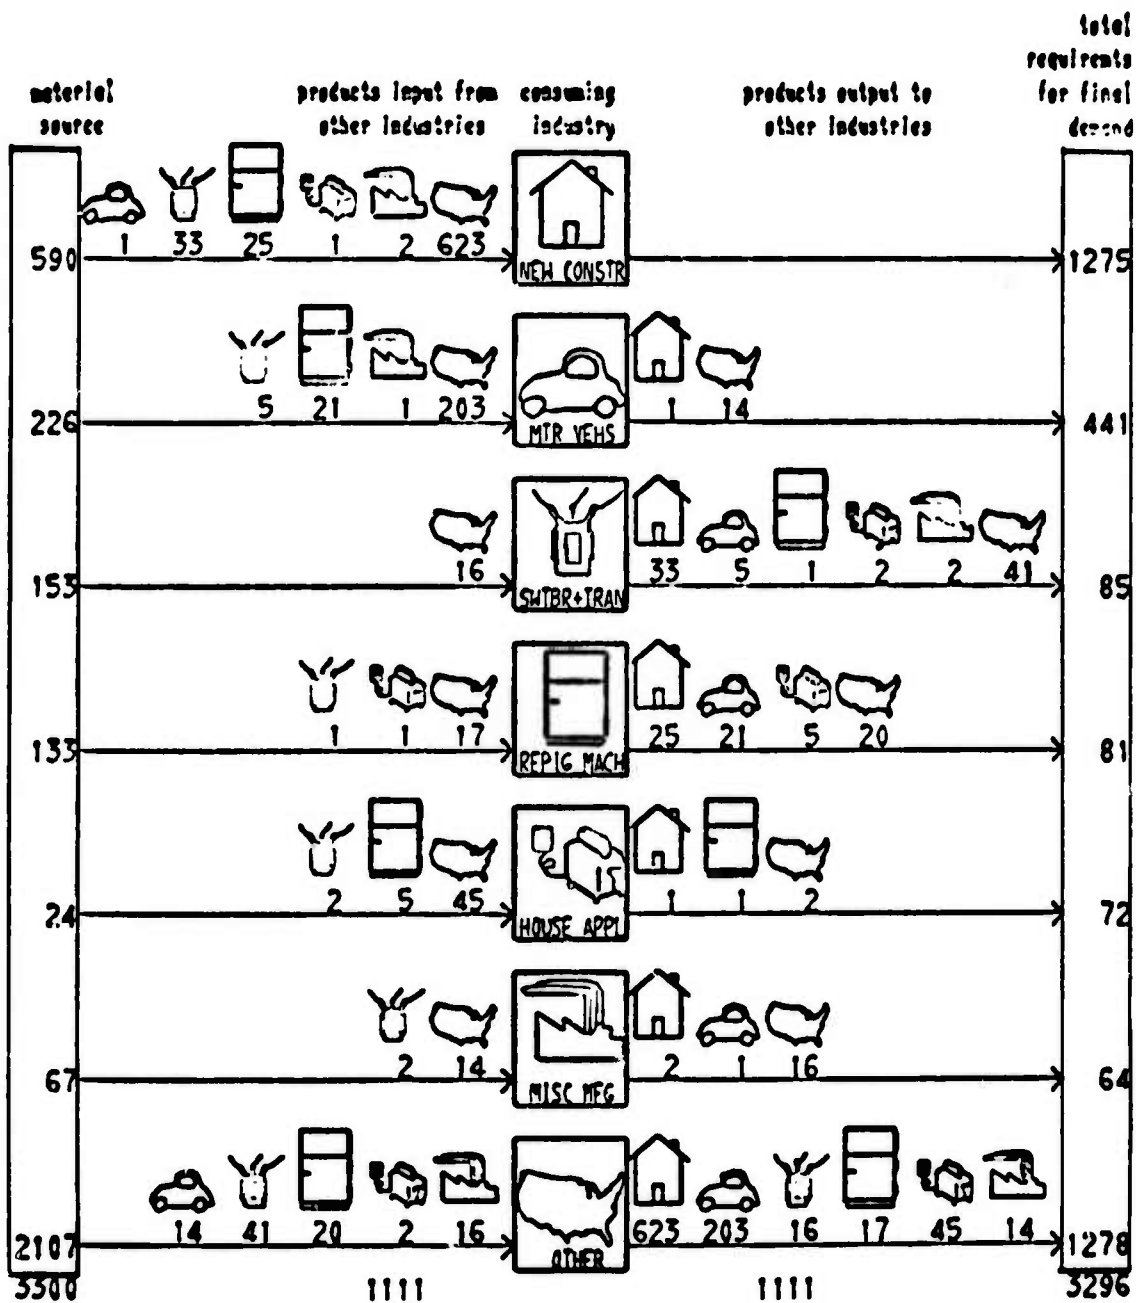 total
material products input from consuming products output to requirents
source other industries industry other industries for final
demand
1 33 25 1 2 623
590 NEW CONSTR 1275
5 21 1 203 1 14
226 MTR VEHS 441
16 33 5 1 2 2 41
153 SWTBR+TRAN 85
1 1 17 25 21 5 20
133 REPIG MACH 81
2 5 45 1 1 2
24 HOUSE APPL 72
2 14 2 1 16
67 MISC MFG 64
14 41 20 2 16 623 203 16 17 45 14
2107 OTHER 1278
3300 1111 1111 3296